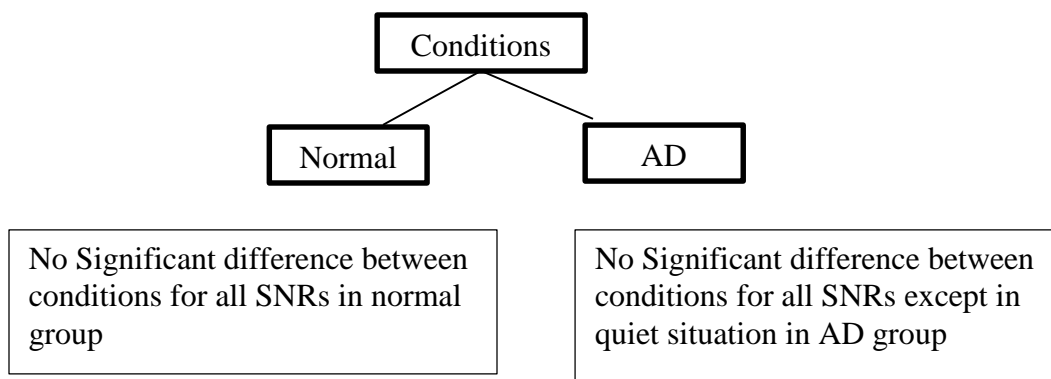 Conditions
Normal
AD
No Significant difference between
conditions for all SNRs in normal
group
No Significant difference between
conditions for all SNRs except in
quiet situation in AD group